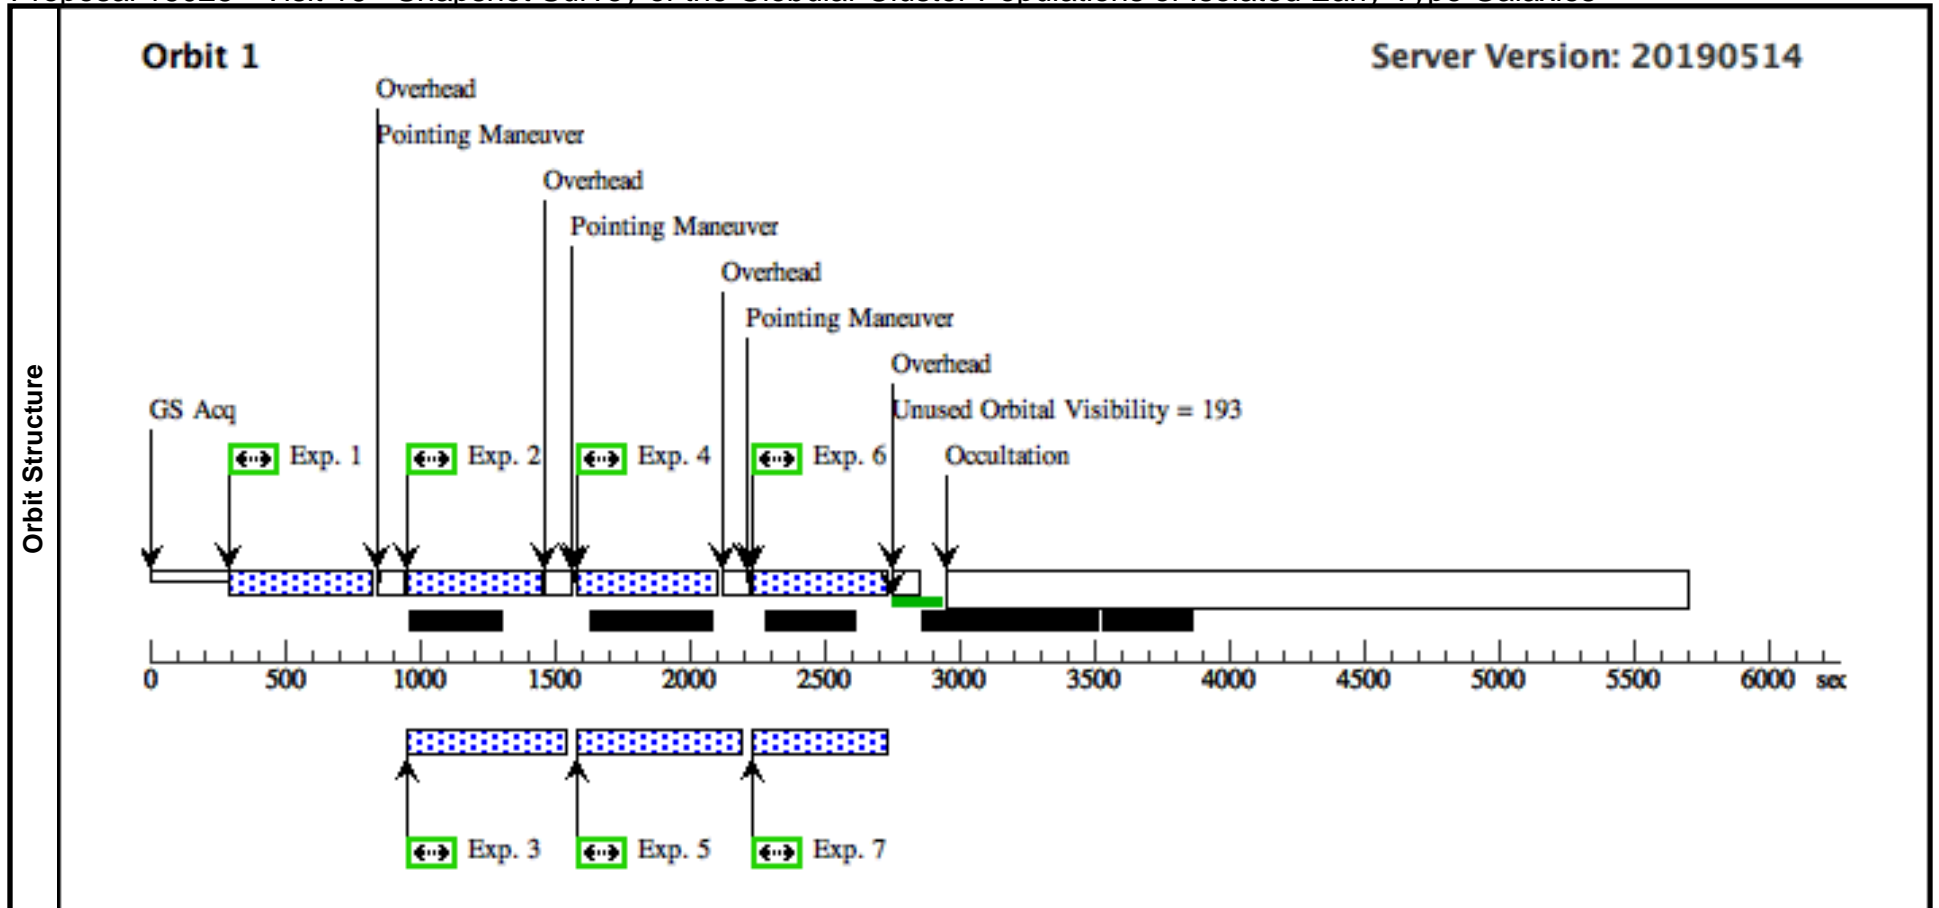 Orbit 1
Server Version: 20190514
Overhead
Pointing Maneuver
Overhead
Pointing Maneuver
Overhead
Pointing Maneuver
Overhead
Unused Orbital Visibility = 193
GS Acq
Exp. 1
Exp. 2
Exp. 4
Exp. 6
Occultation
Orbit Structure
0 500 1000 1500 2000 2500 3000 3500 4000 4500 5000 5500 6000 sec
Exp. 3
Exp. 5
Exp. 7